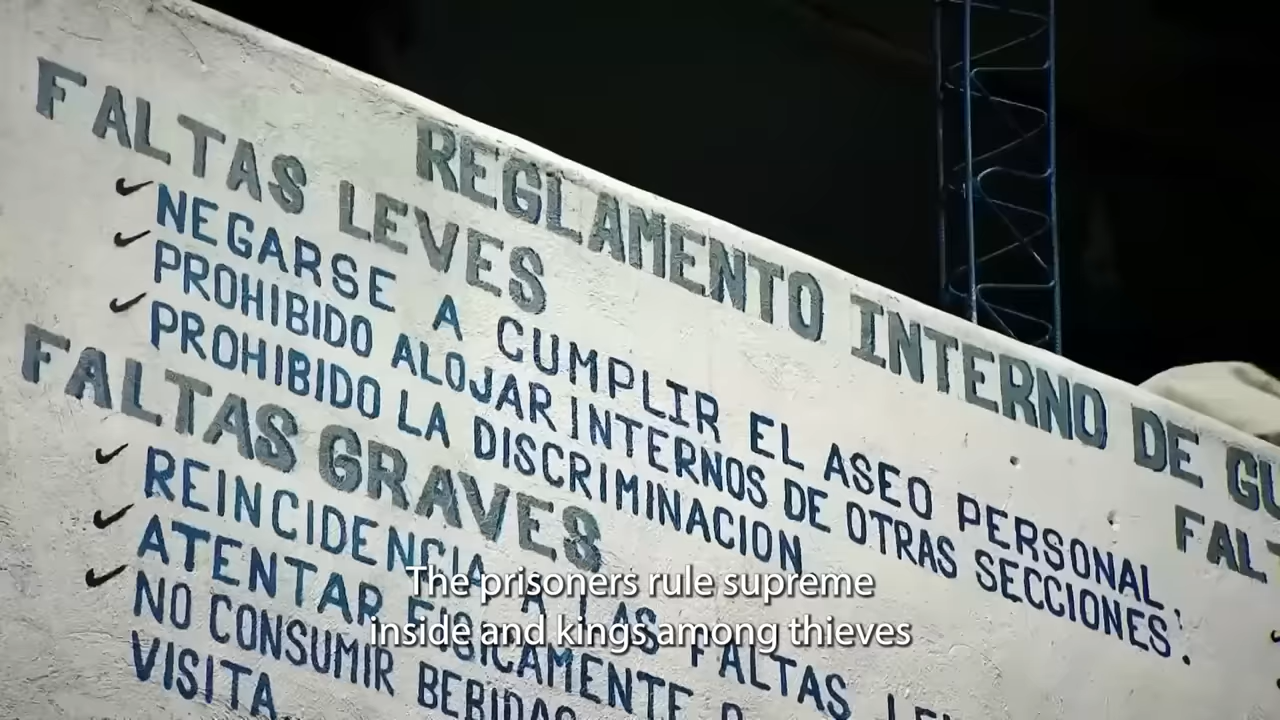 REGLAMENTO INTERNO DE
FALTAS LEVES
NEGARSE A CUMPLIR EL ASEO PERSONAL.
PROHIBIDO ALOJAR INTERNOS DE OTRAS SECCIONES.
PROHIBIDO LA DISCRIMINACION
FALTAS GRAVES
REINCIDENCIA A LAS FALTAS
ATENTAR FISICAMENTE
NO CONSUMIR BEBIDAS
VISITA.
The prisoners rule supreme
inside and kings among thieves